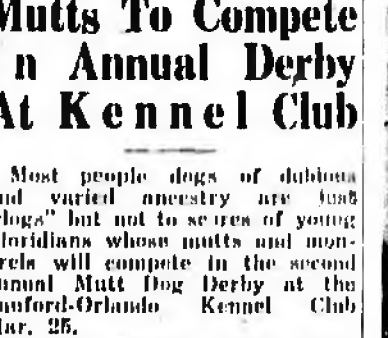 Mutts To Compete
In Annual Derby
At Kennel Club
Most people dogs of dubious
and varied ancestry are just
"dogs" but not to scores of young
Floridians whose mutts and mon-
grels will compete in the second
annual Mutt Dog Derby at the
Sanford-Orlando Kennel Club
Mar. 25.